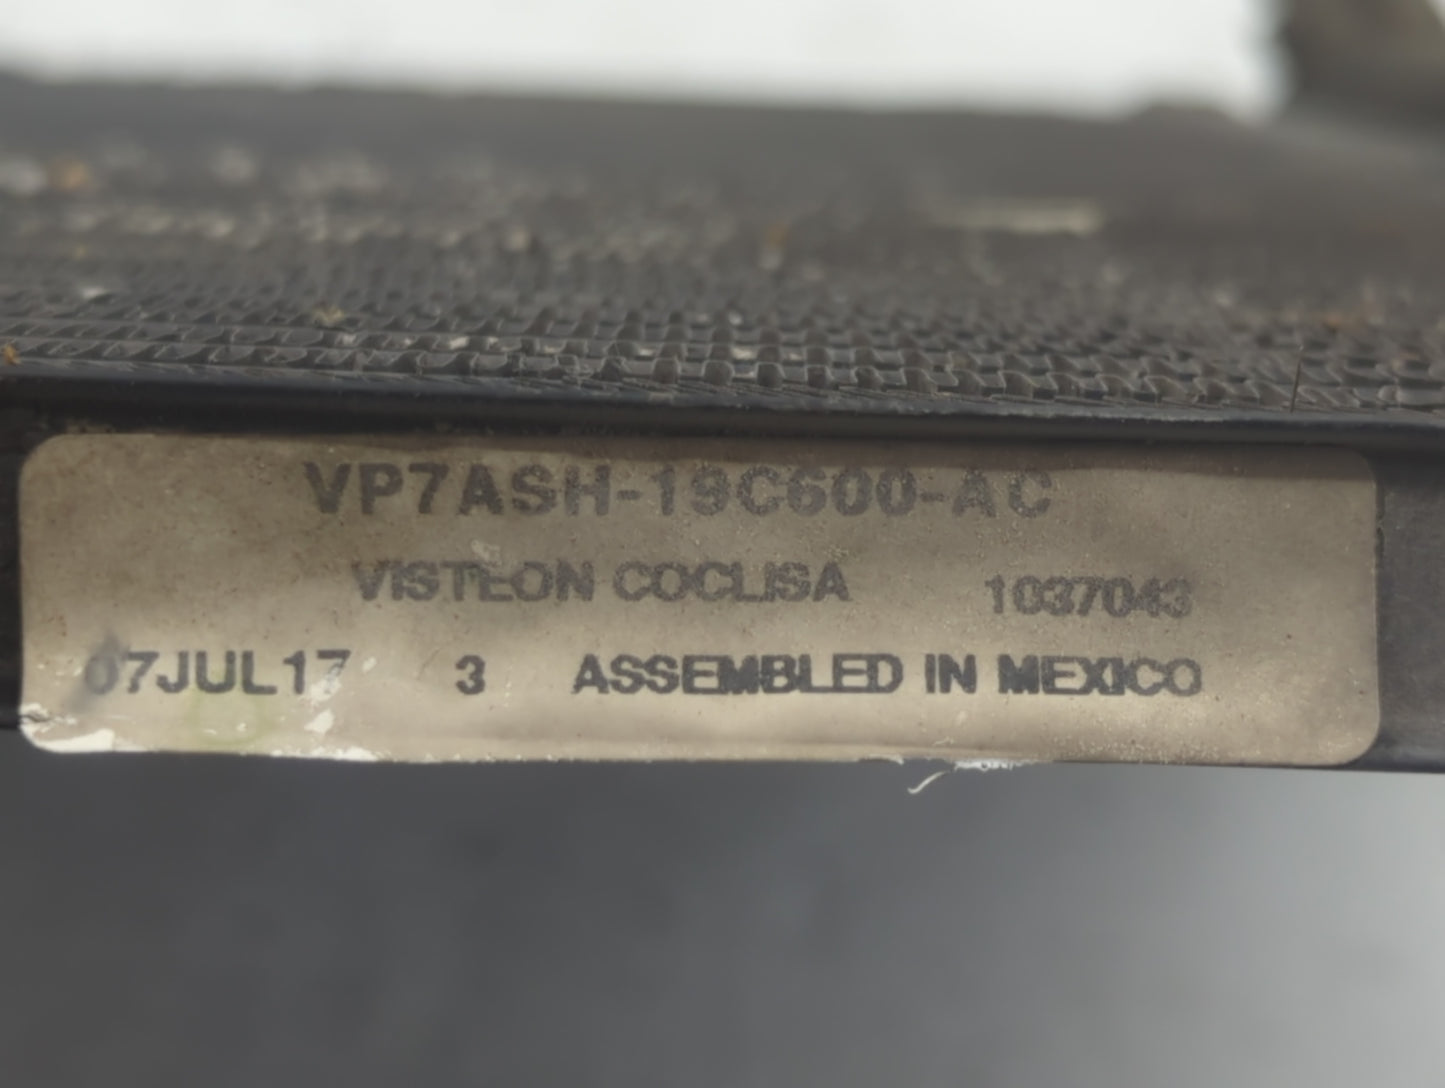 VP7ASH-19C600-AC
VISTEON COCLISA 1037043
07JUL17 3 ASSEMBLED IN MEXICO